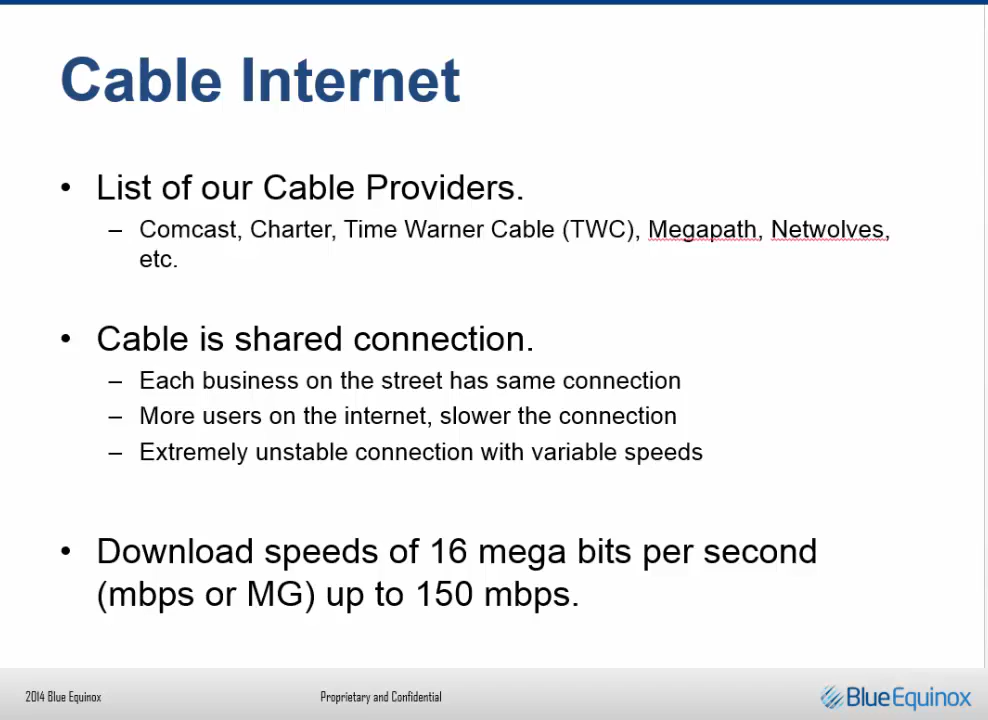 Cable Internet
• List of our Cable Providers.
– Comcast, Charter, Time Warner Cable (TWC), Megapath, Netwolves,
etc.
• Cable is shared connection.
– Each business on the street has same connection
– More users on the internet, slower the connection
– Extremely unstable connection with variable speeds
• Download speeds of 16 mega bits per second
(mbps or MG) up to 150 mbps.
2014 Blue Equinox Proprietary and Confidential BlueEquinox